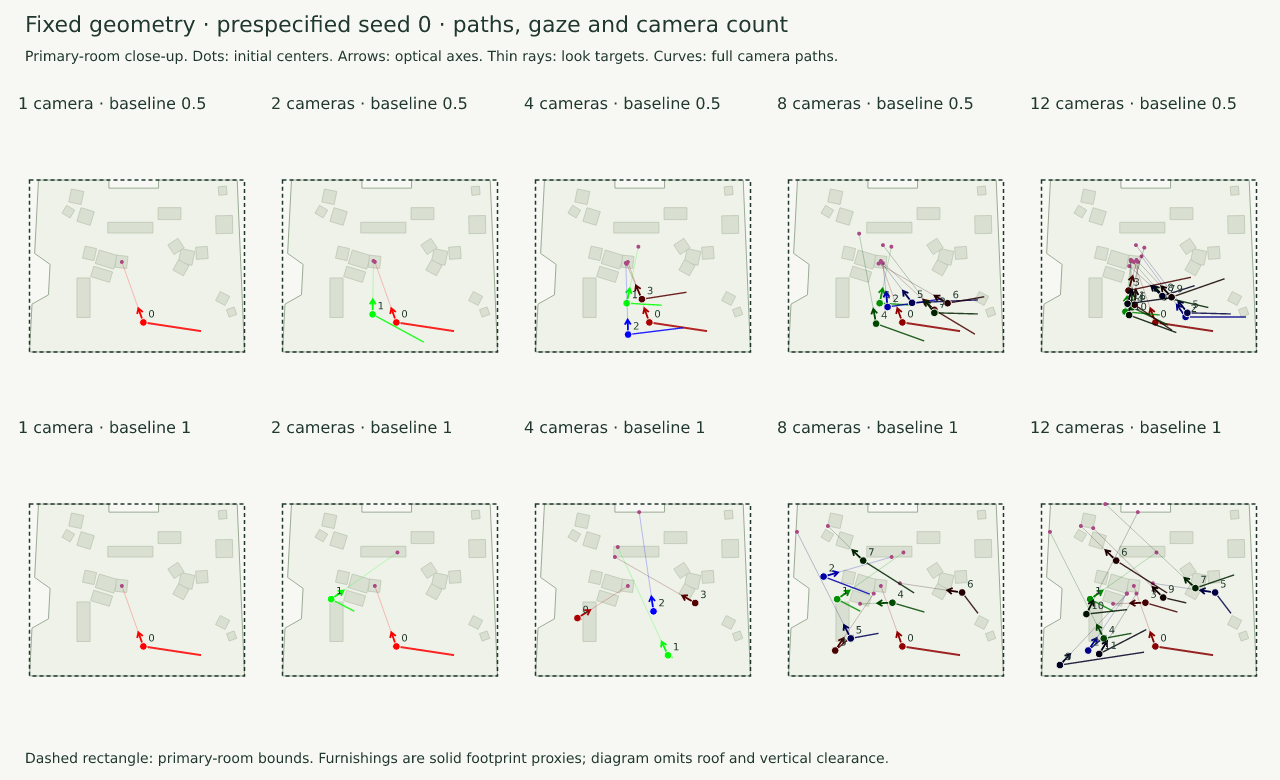 Fixed geometry · prespecified seed 0 · paths, gaze and camera count
Primary-room close-up. Dots: initial centers. Arrows: optical axes. Thin rays: look targets. Curves: full camera paths.
1 camera · baseline 0.5
2 cameras · baseline 0.5
4 cameras · baseline 0.5
8 cameras · baseline 0.5
12 cameras · baseline 0.5
0
1
0
1
3
0
2
2
5
6
4
0
0
1 camera · baseline 1
2 cameras · baseline 1
4 cameras · baseline 1
8 cameras · baseline 1
12 cameras · baseline 1
0
1
0
0
2
3
1
7
2
1
4
6
5
0
6
1
10
3
9
7
5
4
11
0
Dashed rectangle: primary-room bounds. Furnishings are solid footprint proxies; diagram omits roof and vertical clearance.